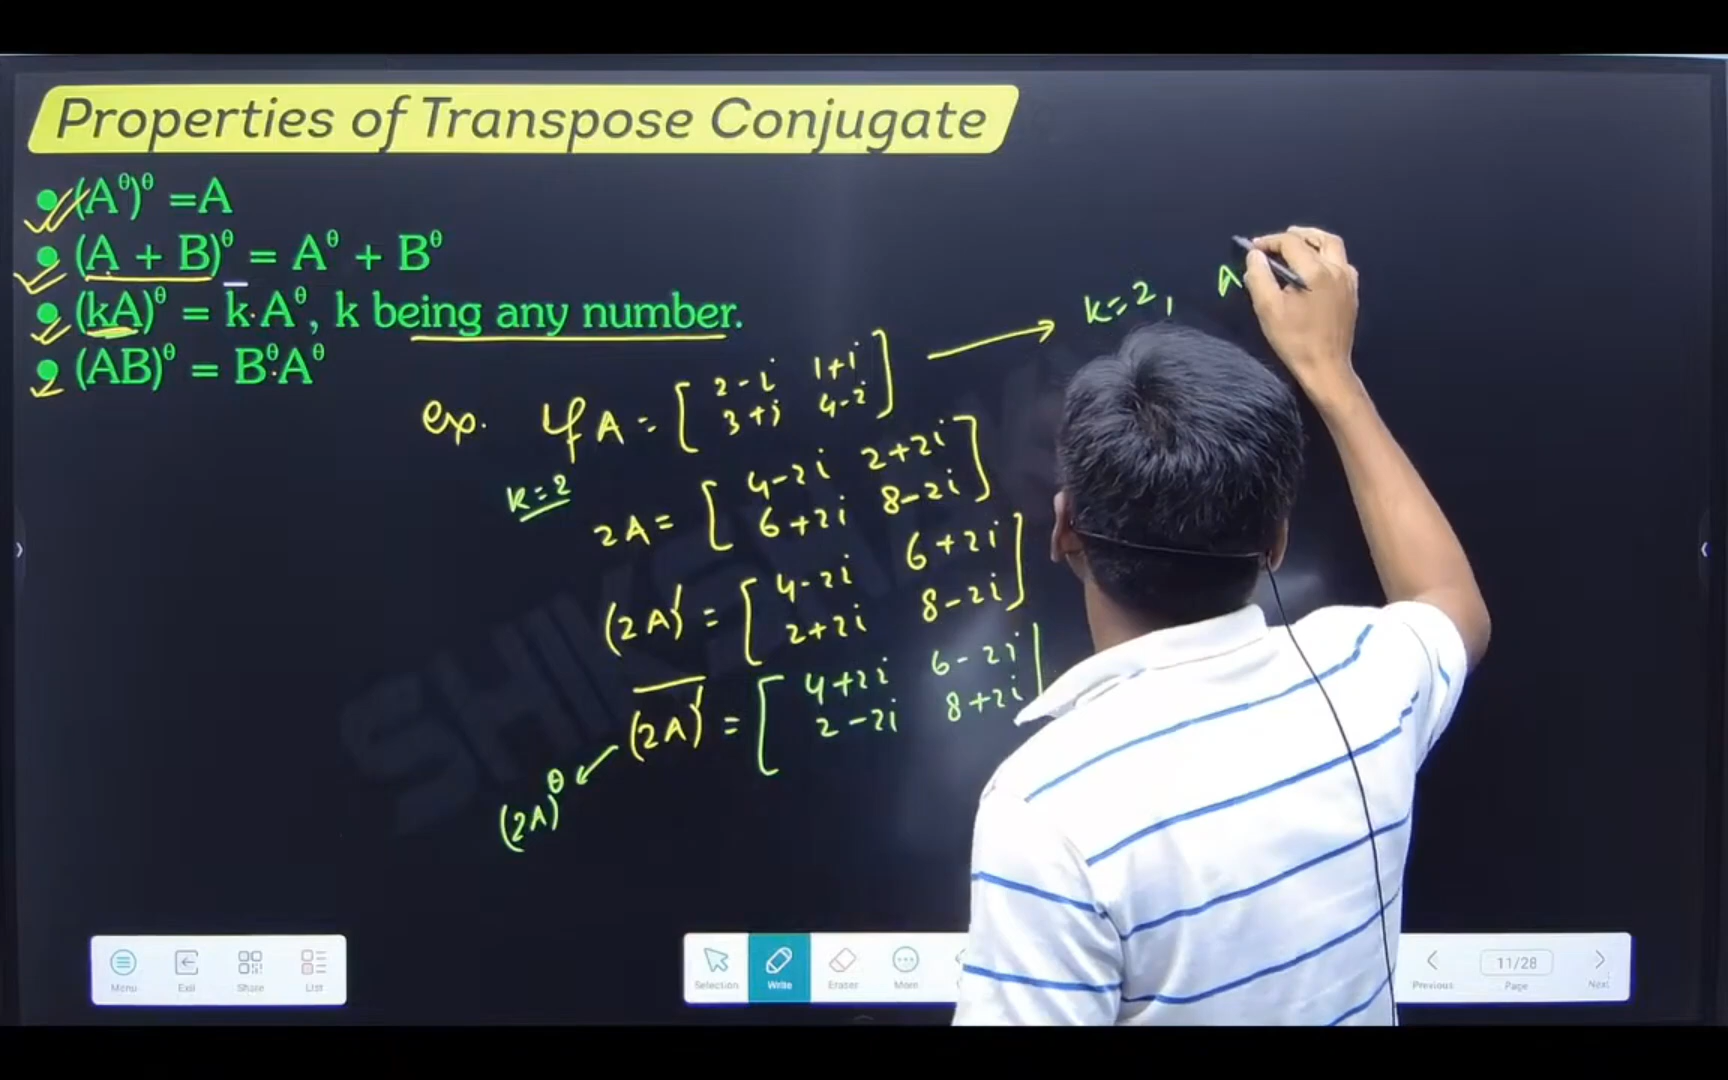 Properties of Transpose Conjugate
(A^θ)^θ =A
(A + B)^θ = A^θ + B^θ
(kA)^θ = k̅·A^θ, k being any number.
(AB)^θ = B^θ·A^θ
k=2, A
ex. If A = [ 2-i 1+i
3+i 4-i ]
k=2
2A = [ 4-2i 2+2i
6+2i 8-2i ]
(2A)' = [ 4-2i 6+2i
2+2i 8-2i ]
(2A)' = [ 4+2i 6-2i
2-2i 8+2i ]
(2A)^θ
Menu Exit Share List
Selection Write Eraser More
Previous 11/28 Page Next